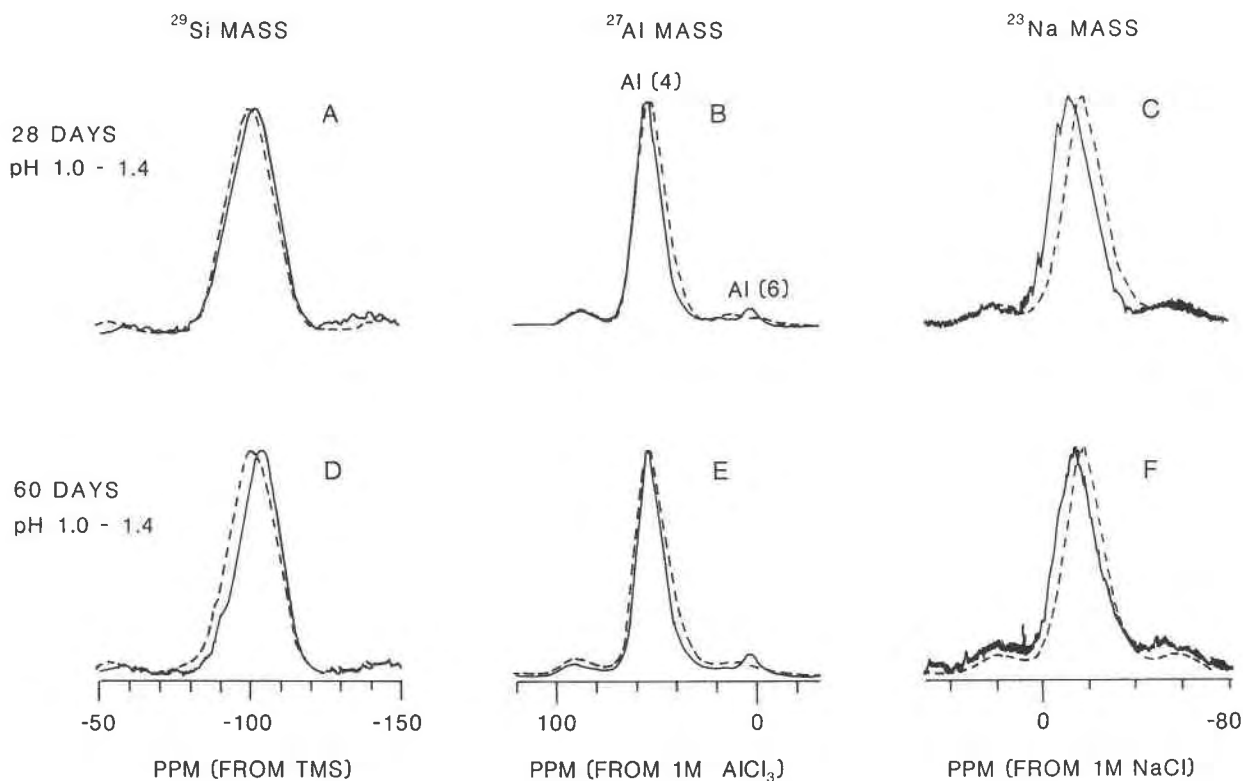 ²⁹Si MASS
²⁷Al MASS
²³Na MASS
28 DAYS
pH 1.0 - 1.4
A
Al (4)
B
Al (6)
C
60 DAYS
pH 1.0 - 1.4
D
E
F
-50 -100 -150
100 0
0 -80
PPM (FROM TMS)
PPM (FROM 1M AlCl₃)
PPM (FROM 1M NaCl)